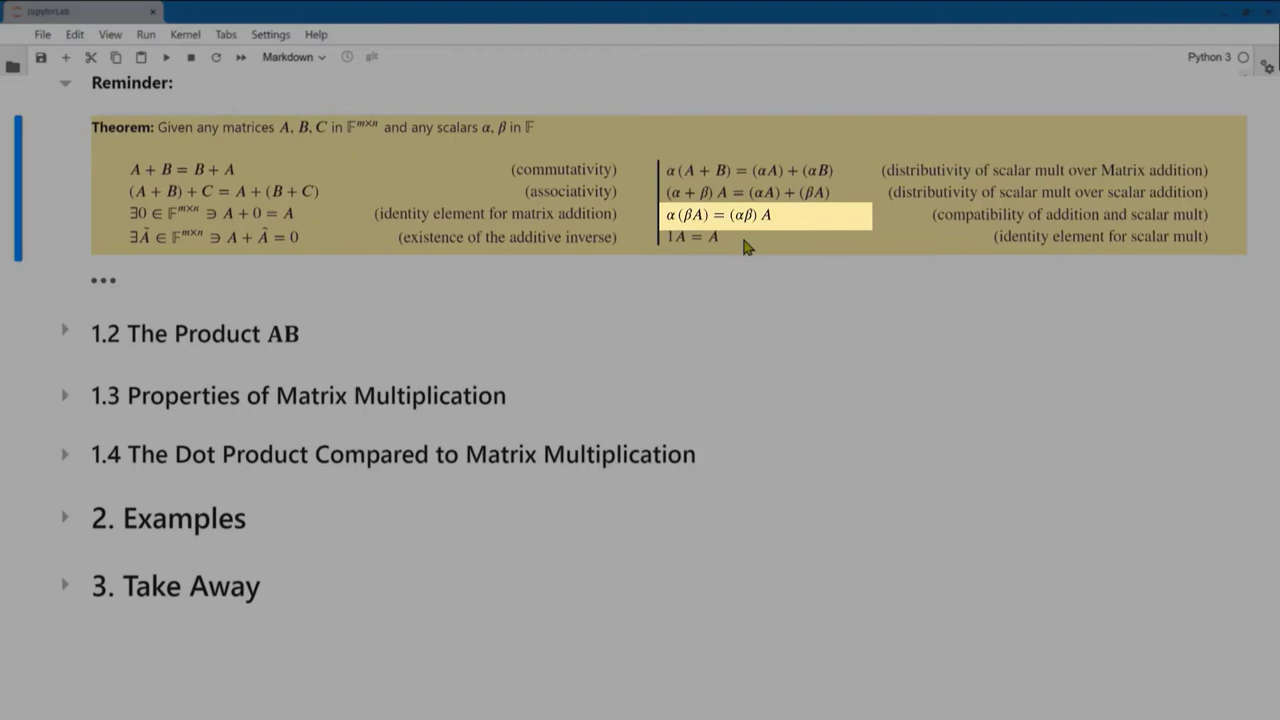 JupyterLab ×
File Edit View Run Kernel Tabs Settings Help
Markdown git Python 3
Reminder:
Theorem: Given any matrices A, B, C in 𝔽^{m×n} and any scalars α, β in 𝔽
A + B = B + A (commutativity) α (A + B) = (αA) + (αB) (distributivity of scalar mult over Matrix addition)
(A + B) + C = A + (B + C) (associativity) (α + β) A = (αA) + (βA) (distributivity of scalar mult over scalar addition)
∃0 ∈ 𝔽^{m×n} ∋ A + 0 = A (identity element for matrix addition) α (βA) = (αβ) A (compatibility of addition and scalar mult)
∃Ã ∈ 𝔽^{m×n} ∋ A + Ã = 0 (existence of the additive inverse) 1A = A (identity element for scalar mult)
•••
1.2 The Product AB
1.3 Properties of Matrix Multiplication
1.4 The Dot Product Compared to Matrix Multiplication
2. Examples
3. Take Away